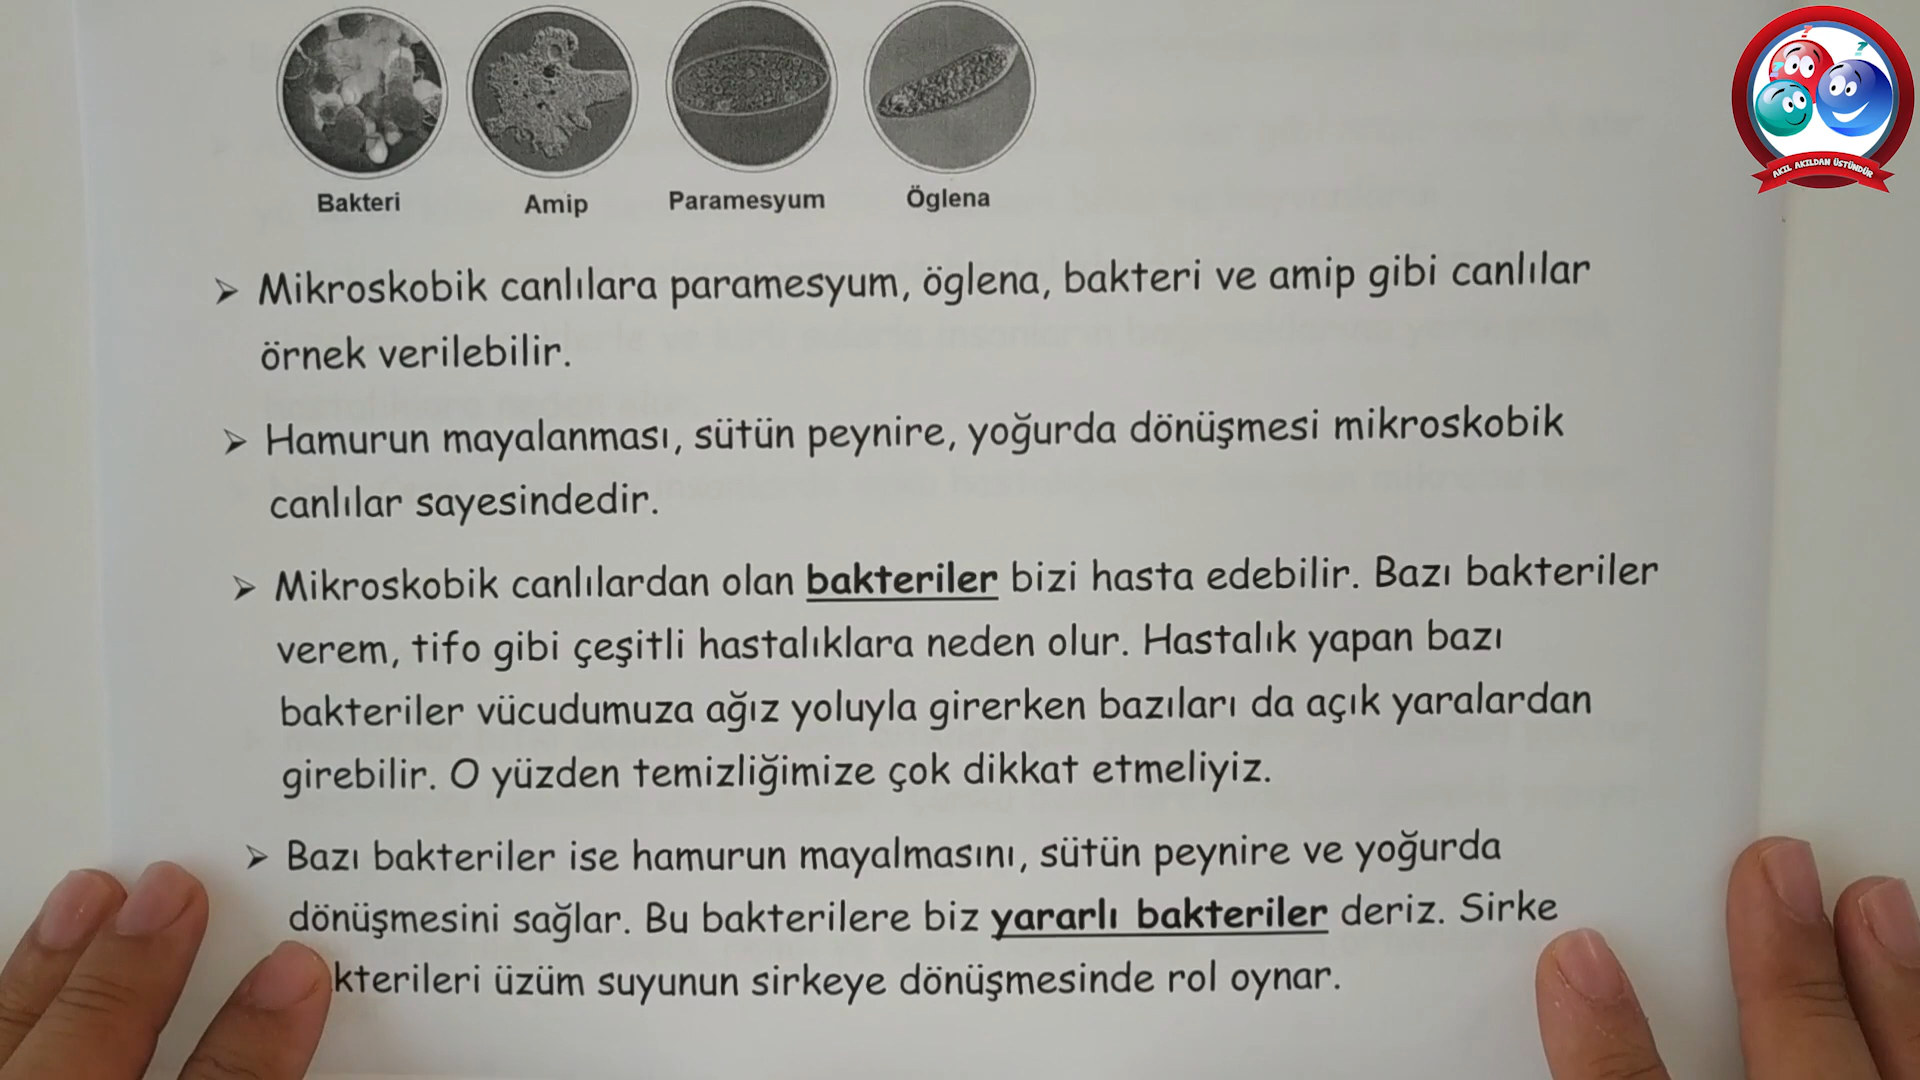 Bakteri Amip Paramesyum Öglena
AKIL AKILDAN ÜSTÜNDÜR
Mikroskobik canlılara paramesyum, öglena, bakteri ve amip gibi canlılar
örnek verilebilir.
Hamurun mayalanması, sütün peynire, yoğurda dönüşmesi mikroskobik
canlılar sayesindedir.
Mikroskobik canlılardan olan bakteriler bizi hasta edebilir. Bazı bakteriler
verem, tifo gibi çeşitli hastalıklara neden olur. Hastalık yapan bazı
bakteriler vücudumuza ağız yoluyla girerken bazıları da açık yaralardan
girebilir. O yüzden temizliğimize çok dikkat etmeliyiz.
Bazı bakteriler ise hamurun mayalmasını, sütün peynire ve yoğurda
dönüşmesini sağlar. Bu bakterilere biz yararlı bakteriler deriz. Sirke
kterileri üzüm suyunun sirkeye dönüşmesinde rol oynar.